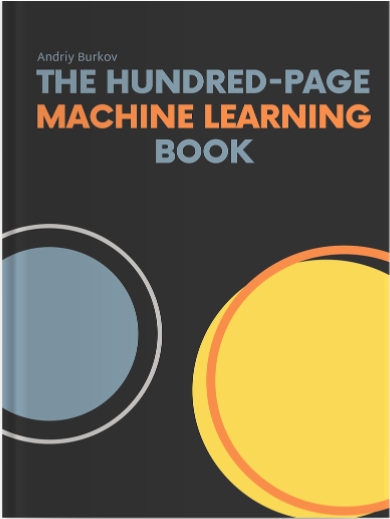 Andriy Burkov
THE HUNDRED-PAGE
MACHINE LEARNING
BOOK